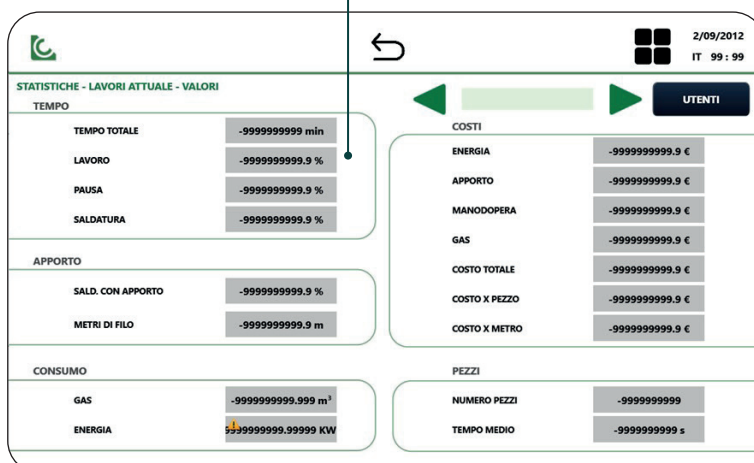 2/09/2012
IT 99 : 99
STATISTICHE - LAVORI ATTUALE - VALORI
UTENTI
TEMPO
TEMPO TOTALE -9999999999 min
LAVORO -9999999999.9 %
PAUSA -9999999999.9 %
SALDATURA -9999999999.9 %
APPORTO
SALD. CON APPORTO -9999999999.9 %
METRI DI FILO -9999999999.9 m
CONSUMO
GAS -9999999999.999 m³
ENERGIA 9999999999.99999 KW
COSTI
ENERGIA -9999999999.9 €
APPORTO -9999999999.9 €
MANODOPERA -9999999999.9 €
GAS -9999999999.9 €
COSTO TOTALE -9999999999.9 €
COSTO X PEZZO -9999999999.9 €
COSTO X METRO -9999999999.9 €
PEZZI
NUMERO PEZZI -9999999999
TEMPO MEDIO -9999999999 s